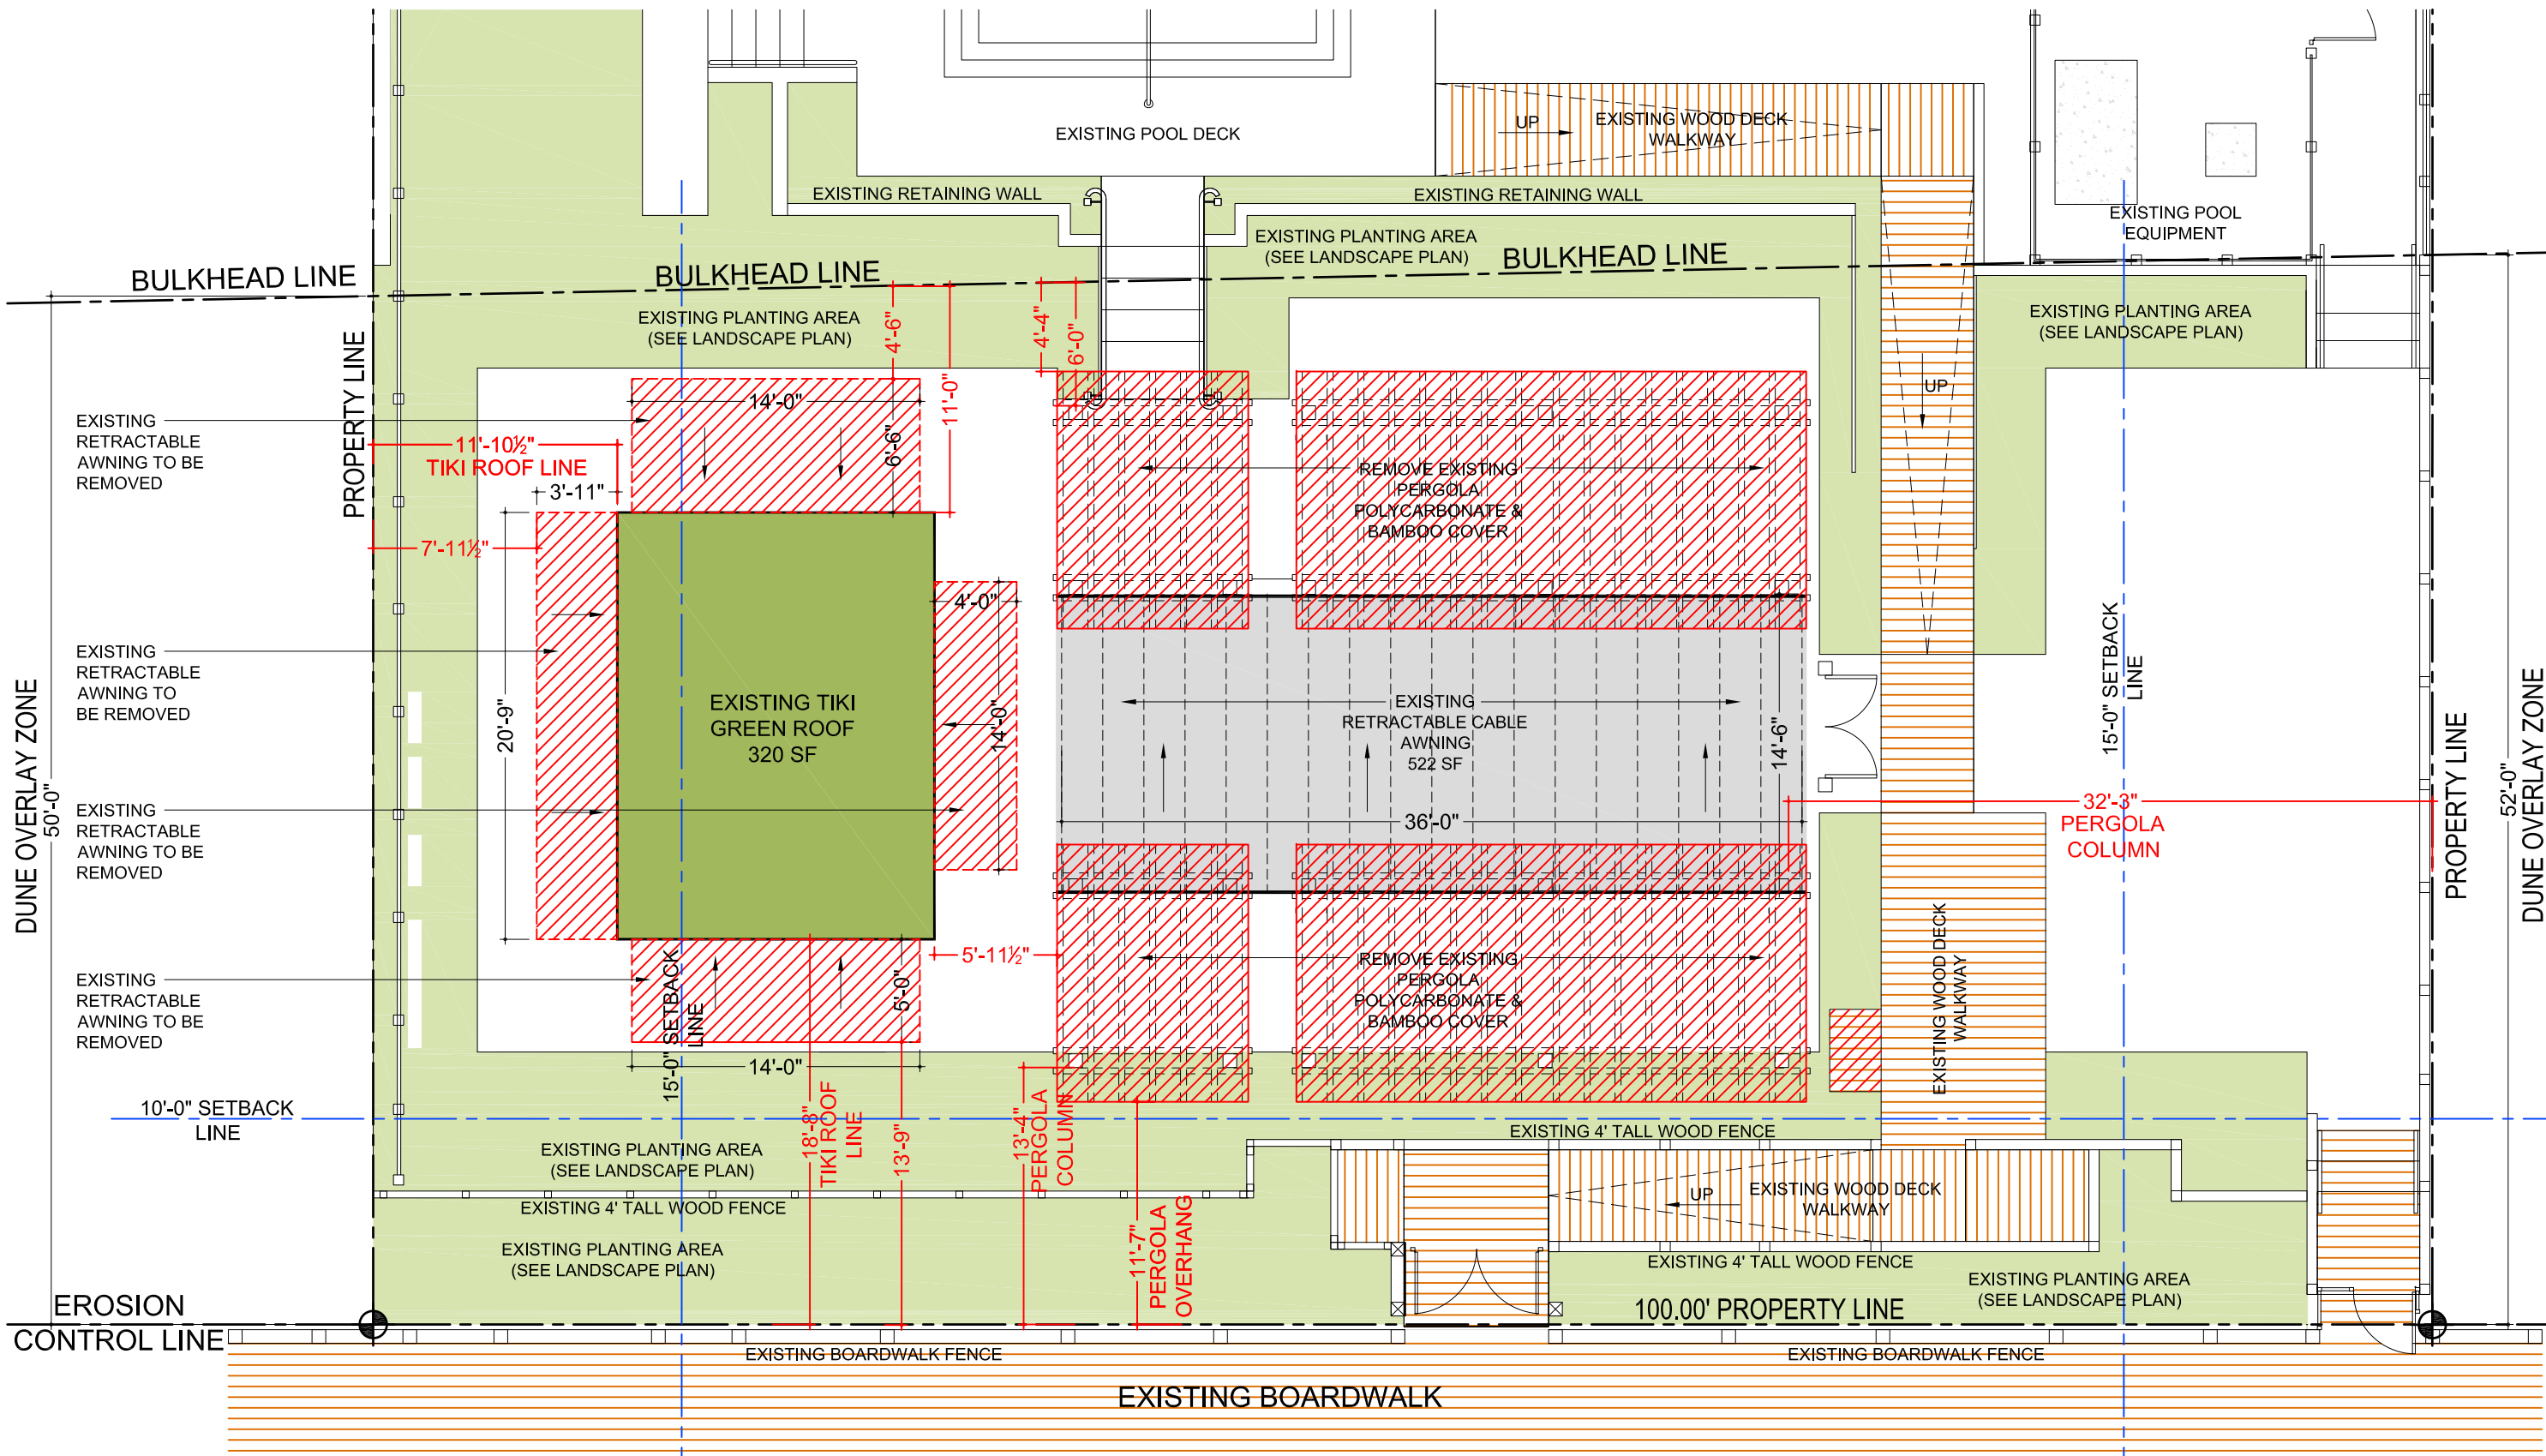 EXISTING POOL DECK
UP
EXISTING WOOD DECK
WALKWAY
EXISTING RETAINING WALL
EXISTING RETAINING WALL
EXISTING POOL
EQUIPMENT
EXISTING PLANTING AREA
(SEE LANDSCAPE PLAN)
BULKHEAD LINE
BULKHEAD LINE
BULKHEAD LINE
EXISTING PLANTING AREA
(SEE LANDSCAPE PLAN)
4'-6"
11'-0"
4'-4"
6'-0"
EXISTING PLANTING AREA
(SEE LANDSCAPE PLAN)
PROPERTY LINE
EXISTING
RETRACTABLE
AWNING TO BE
REMOVED
11'-10½"
TIKI ROOF LINE
14'-0"
6'-6"
3'-11"
7'-11½"
UP
REMOVE EXISTING
PERGOLA
POLYCARBONATE &
BAMBOO COVER
4'-0"
14'-0"
EXISTING
RETRACTABLE
AWNING TO
BE REMOVED
20'-9"
EXISTING TIKI
GREEN ROOF
320 SF
EXISTING
RETRACTABLE CABLE
AWNING
522 SF
14'-6"
36'-0"
15'-0" SETBACK
LINE
32'-3"
PERGOLA
COLUMN
PROPERTY LINE
52'-0"
DUNE OVERLAY ZONE
DUNE OVERLAY ZONE
50'-0"
EXISTING
RETRACTABLE
AWNING TO BE
REMOVED
EXISTING
RETRACTABLE
AWNING TO BE
REMOVED
15'-0" SETBACK
LINE
5'-0"
5'-11½"
14'-0"
REMOVE EXISTING
PERGOLA
POLYCARBONATE &
BAMBOO COVER
EXISTING WOOD DECK
WALKWAY
10'-0" SETBACK
LINE
18'-8"
TIKI ROOF
LINE
13'-9"
13'-4"
PERGOLA
COLUMN
11'-7"
PERGOLA
OVERHANG
EXISTING PLANTING AREA
(SEE LANDSCAPE PLAN)
EXISTING 4' TALL WOOD FENCE
EXISTING 4' TALL WOOD FENCE
UP
EXISTING WOOD DECK
WALKWAY
EXISTING PLANTING AREA
(SEE LANDSCAPE PLAN)
EXISTING 4' TALL WOOD FENCE
EXISTING PLANTING AREA
(SEE LANDSCAPE PLAN)
EROSION
CONTROL LINE
100.00' PROPERTY LINE
EXISTING BOARDWALK FENCE
EXISTING BOARDWALK FENCE
EXISTING BOARDWALK